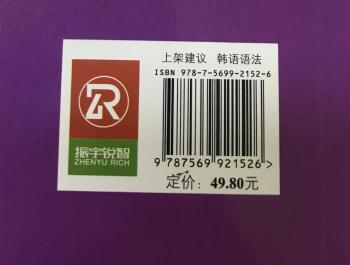 上架建议 韩语语法
ISBN 978-7-5699-2152-6
9 787569 921526 >
定价: 49.80元
ZR
振宇锐智
ZHENYU RICH